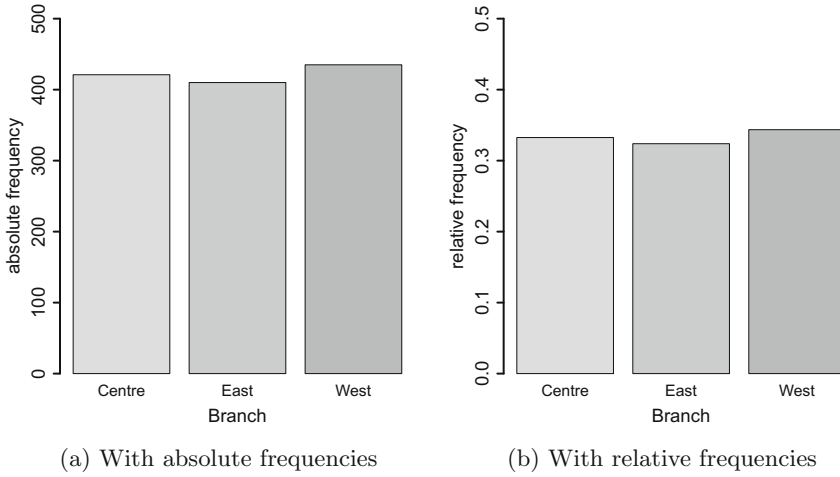 absolute frequency
500
400
300
200
100
0
Centre East West
Branch
(a) With absolute frequencies
relative frequency
0.5
0.4
0.3
0.2
0.1
0.0
Centre East West
Branch
(b) With relative frequencies